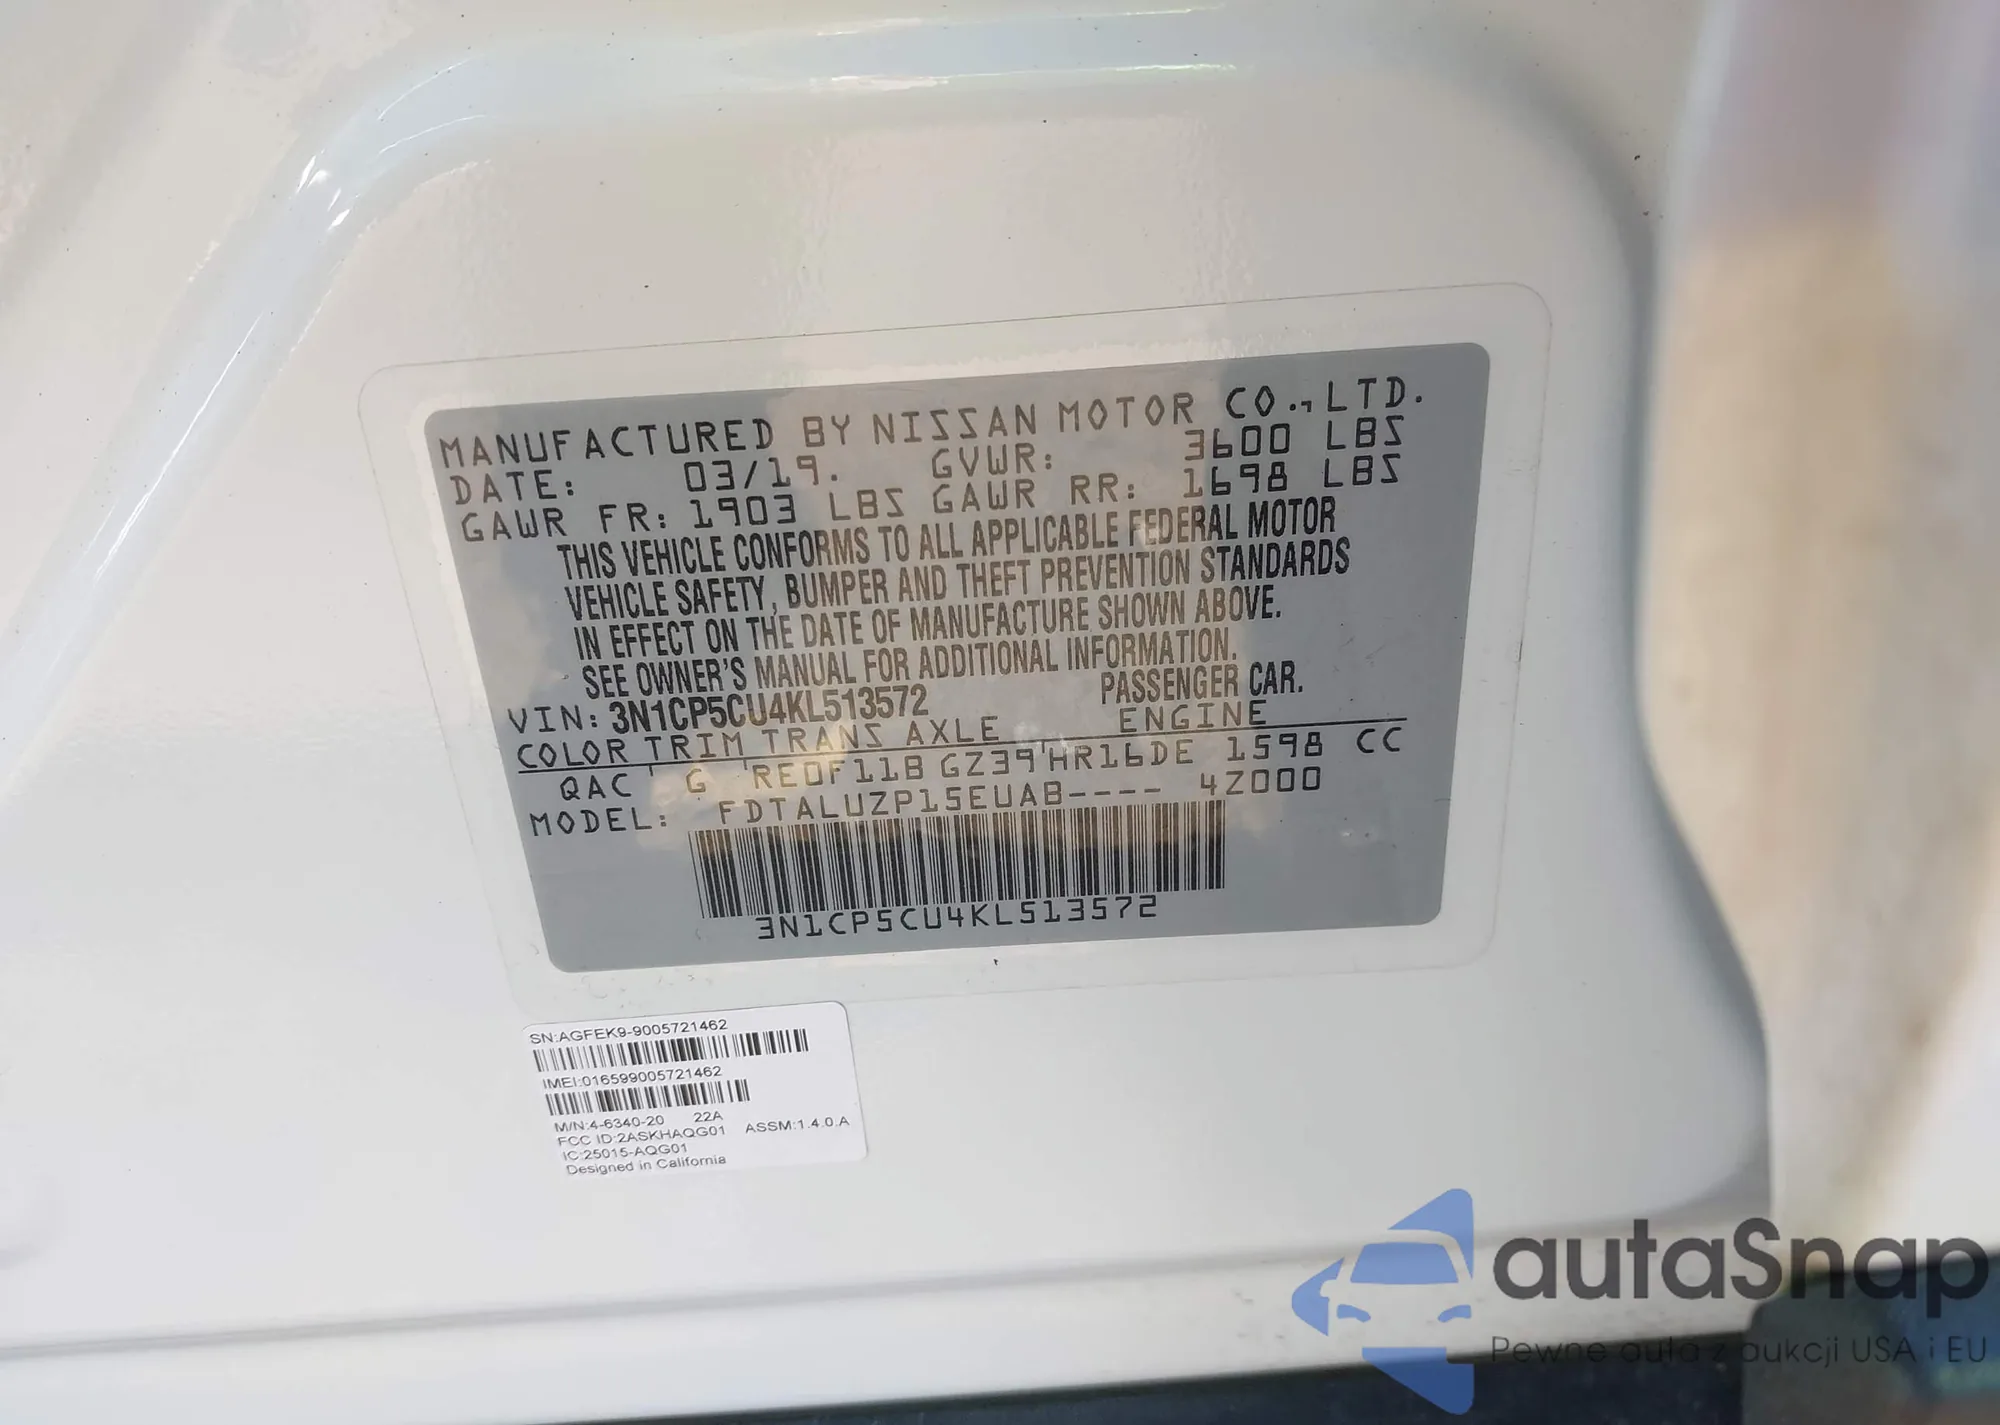 MANUFACTURED BY NISSAN MOTOR CO., LTD.
DATE: 03/19. GVWR: 3600 LBS
GAWR FR: 1903 LBS GAWR RR: 1698 LBS
THIS VEHICLE CONFORMS TO ALL APPLICABLE FEDERAL MOTOR
VEHICLE SAFETY, BUMPER AND THEFT PREVENTION STANDARDS
IN EFFECT ON THE DATE OF MANUFACTURE SHOWN ABOVE.
SEE OWNER'S MANUAL FOR ADDITIONAL INFORMATION.
VIN: 3N1CP5CU4KL513572 PASSENGER CAR.
COLOR TRIM TRANS AXLE ENGINE
QAC G RE0F11B GZ39 HR16DE 1598 CC
MODEL: FDTALUZP15EUAB---- 4Z000
3N1CP5CU4KL513572
SN:AGFEK9-9005721462
IMEI:016599005721462
M/N:4-6340-20 22A
FCC ID:2ASKHAQG01 ASSM:1.4.0.A
IC:25015-AQG01
Designed in California
autaSnap
Pewne auta z aukcji USA i EU